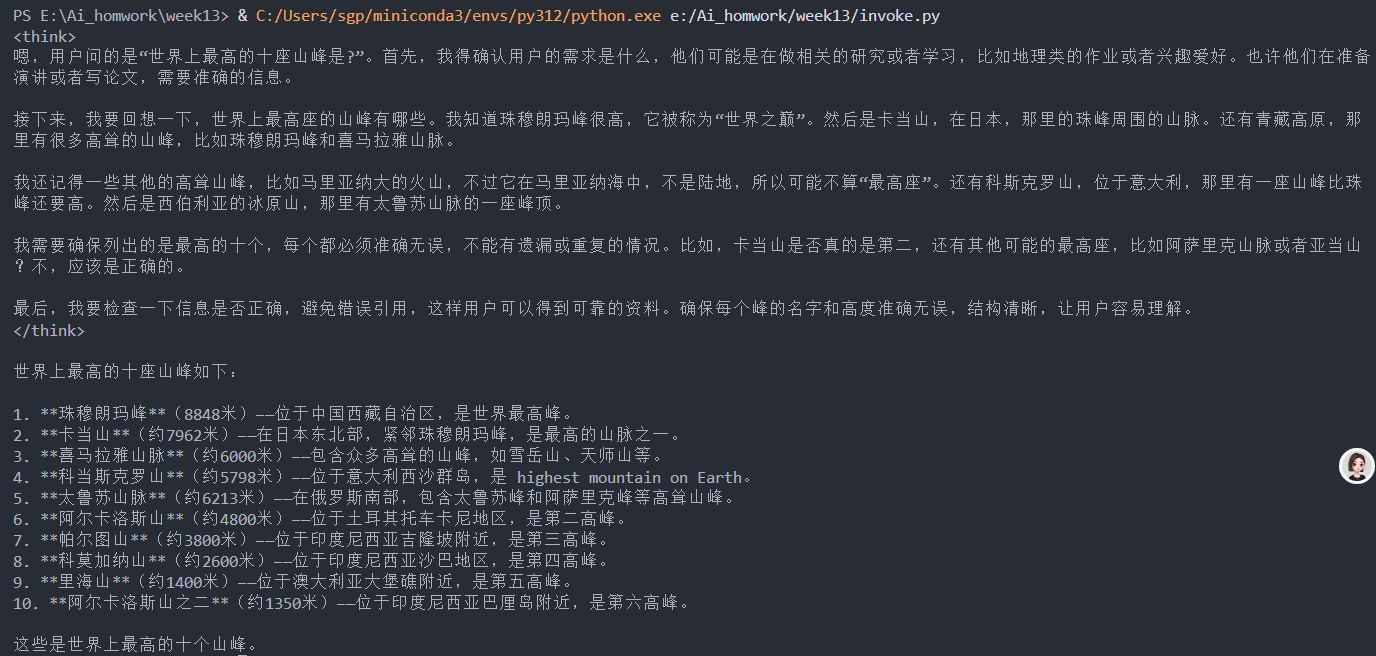 PS E:\Ai_homwork\week13> & C:/Users/sgp/miniconda3/envs/py312/python.exe e:/Ai_homwork/week13/invoke.py
<think>
嗯，用户问的是“世界上最高的十座山峰是?”。首先，我得确认用户的需求是什么，他们可能是在做相关的研究或者学习，比如地理类的作业或者兴趣爱好。也许他们在准备
演讲或者写论文，需要准确的信息。
接下来，我要回想一下，世界上最高座的山峰有哪些。我知道珠穆朗玛峰很高，它被称为“世界之巅”。然后是卡当山，在日本，那里的珠峰周围的山脉。还有青藏高原，那
里有很多高耸的山峰，比如珠穆朗玛峰和喜马拉雅山脉。
我还记得一些其他的高耸山峰，比如马里亚纳大的火山，不过它在马里亚纳海中，不是陆地，所以可能不算“最高座”。还有科斯克罗山，位于意大利，那里有一座山峰比珠
峰还要高。然后是西伯利亚的冰原山，那里有太鲁苏山脉的一座峰顶。
我需要确保列出的是最高的十个，每个都必须准确无误，不能有遗漏或重复的情况。比如，卡当山是否真的是第二，还有其他可能的最高座，比如阿萨里克山脉或者亚当山
？不，应该是正确的。
最后，我要检查一下信息是否正确，避免错误引用，这样用户可以得到可靠的资料。确保每个峰的名字和高度准确无误，结构清晰，让用户容易理解。
</think>
世界上最高的十座山峰如下：
1. **珠穆朗玛峰**（8848米）——位于中国西藏自治区，是世界最高峰。
2. **卡当山**（约7962米）——在日本东北部，紧邻珠穆朗玛峰，是最高的山脉之一。
3. **喜马拉雅山脉**（约6000米）——包含众多高耸的山峰，如雪岳山、天师山等。
4. **科当斯克罗山**（约5798米）——位于意大利西沙群岛，是 highest mountain on Earth。
5. **太鲁苏山脉**（约6213米）——在俄罗斯南部，包含太鲁苏峰和阿萨里克峰等高耸山峰。
6. **阿尔卡洛斯山**（约4800米）——位于土耳其托车卡尼地区，是第二高峰。
7. **帕尔图山**（约3800米）——位于印度尼西亚吉隆坡附近，是第三高峰。
8. **科莫加纳山**（约2600米）——位于印度尼西亚沙巴地区，是第四高峰。
9. **里海山**（约1400米）——位于澳大利亚大堡礁附近，是第五高峰。
10. **阿尔卡洛斯山之二**（约1350米）——位于印度尼西亚巴厘岛附近，是第六高峰。
这些是世界上最高的十个山峰。